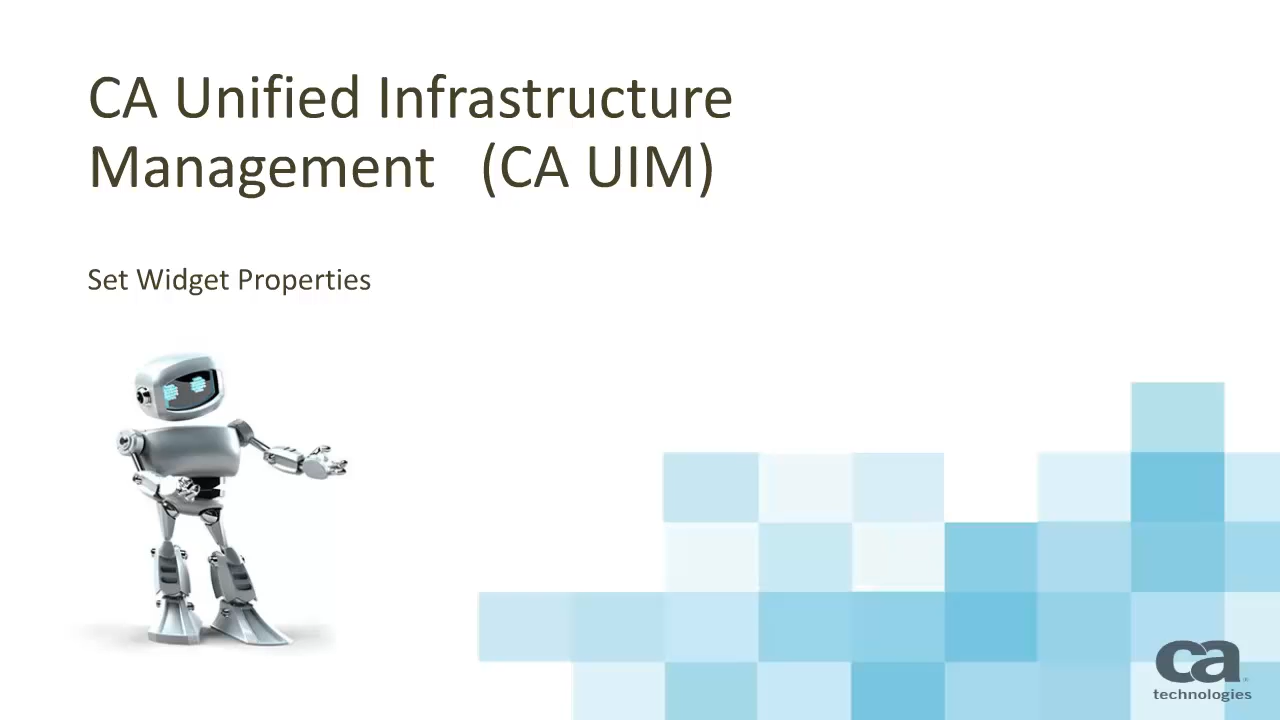 CA Unified Infrastructure
Management (CA UIM)
Set Widget Properties
ca
technologies